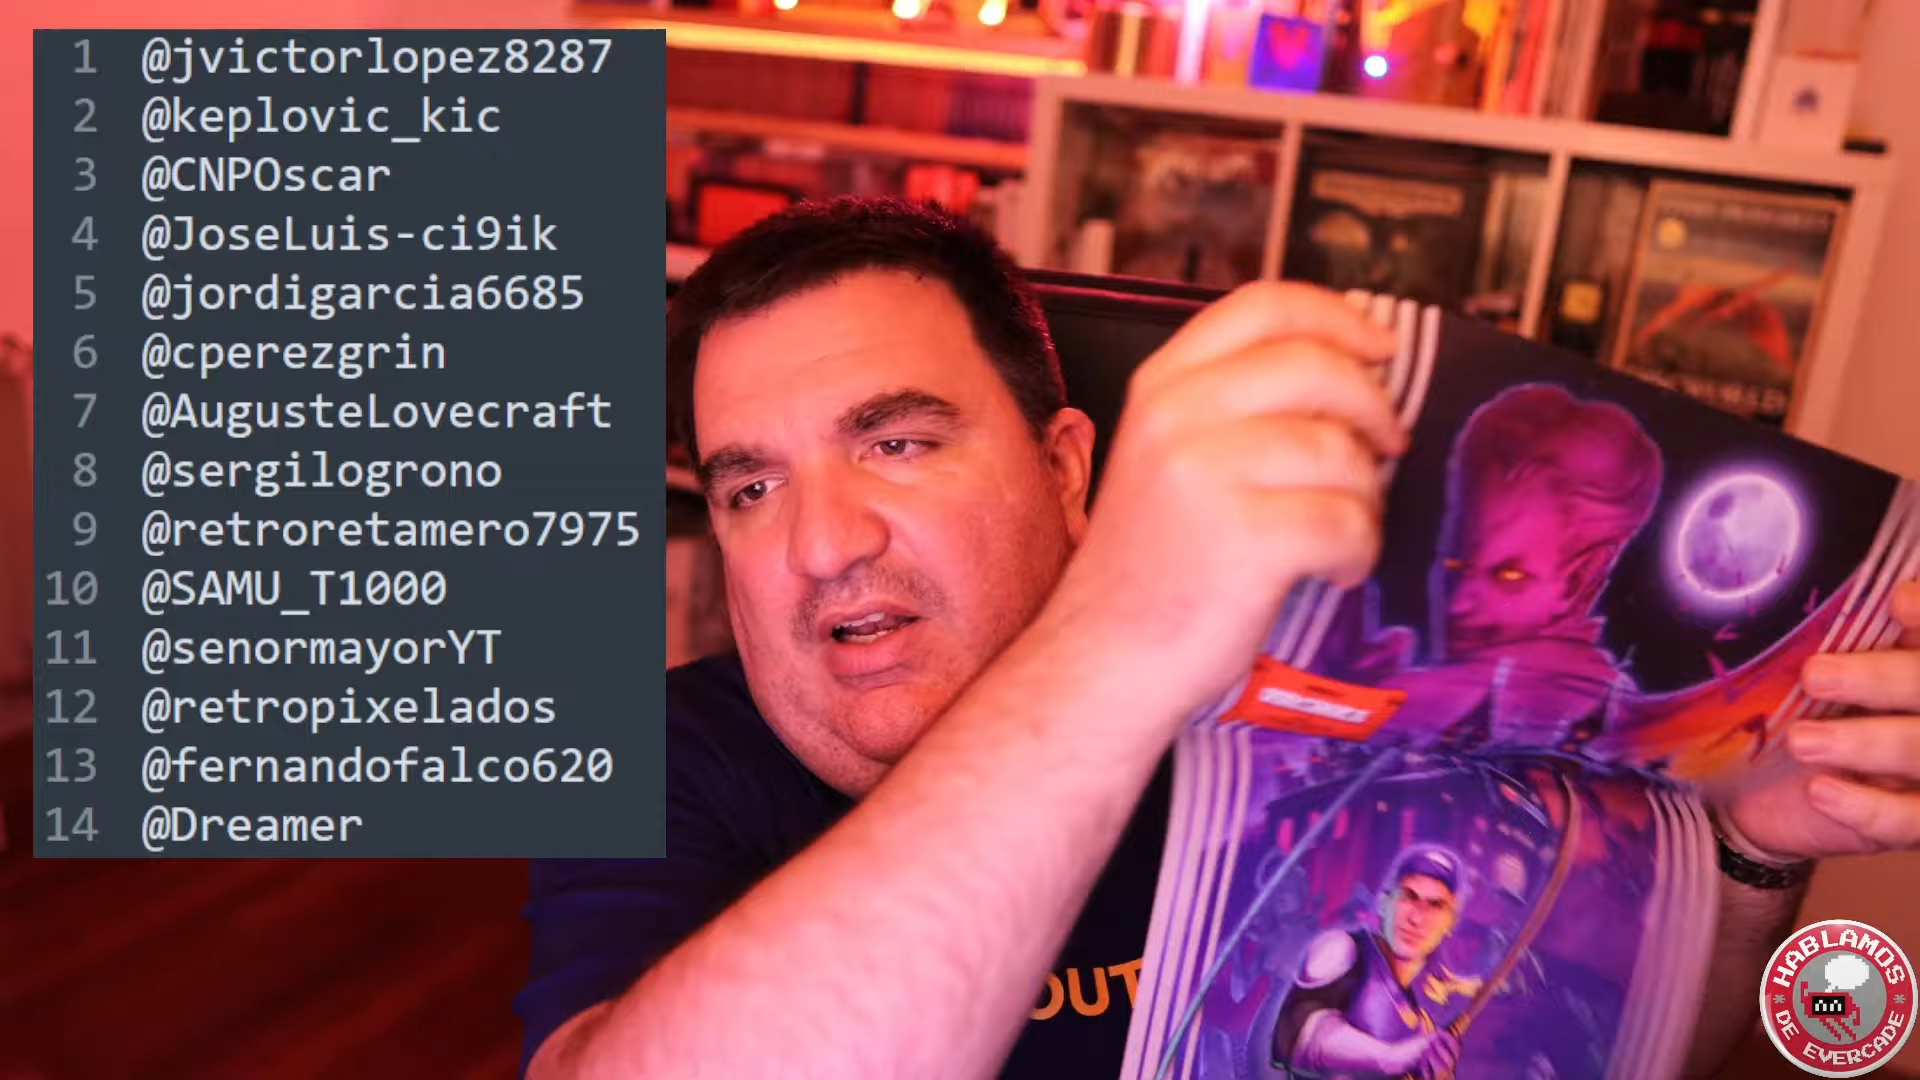 1 @jvictorlopez8287
2 @keplovic_kic
3 @CNPOscar
4 @JoseLuis-ci9ik
5 @jordigarcia6685
6 @cperezgrin
7 @AugusteLovecraft
8 @sergilogrono
9 @retroretamero7975
10 @SAMU_T1000
11 @senormayorYT
12 @retropixelados
13 @fernandofalco620
14 @Dreamer
OUT
HABLAMOS
DE EVERCADE